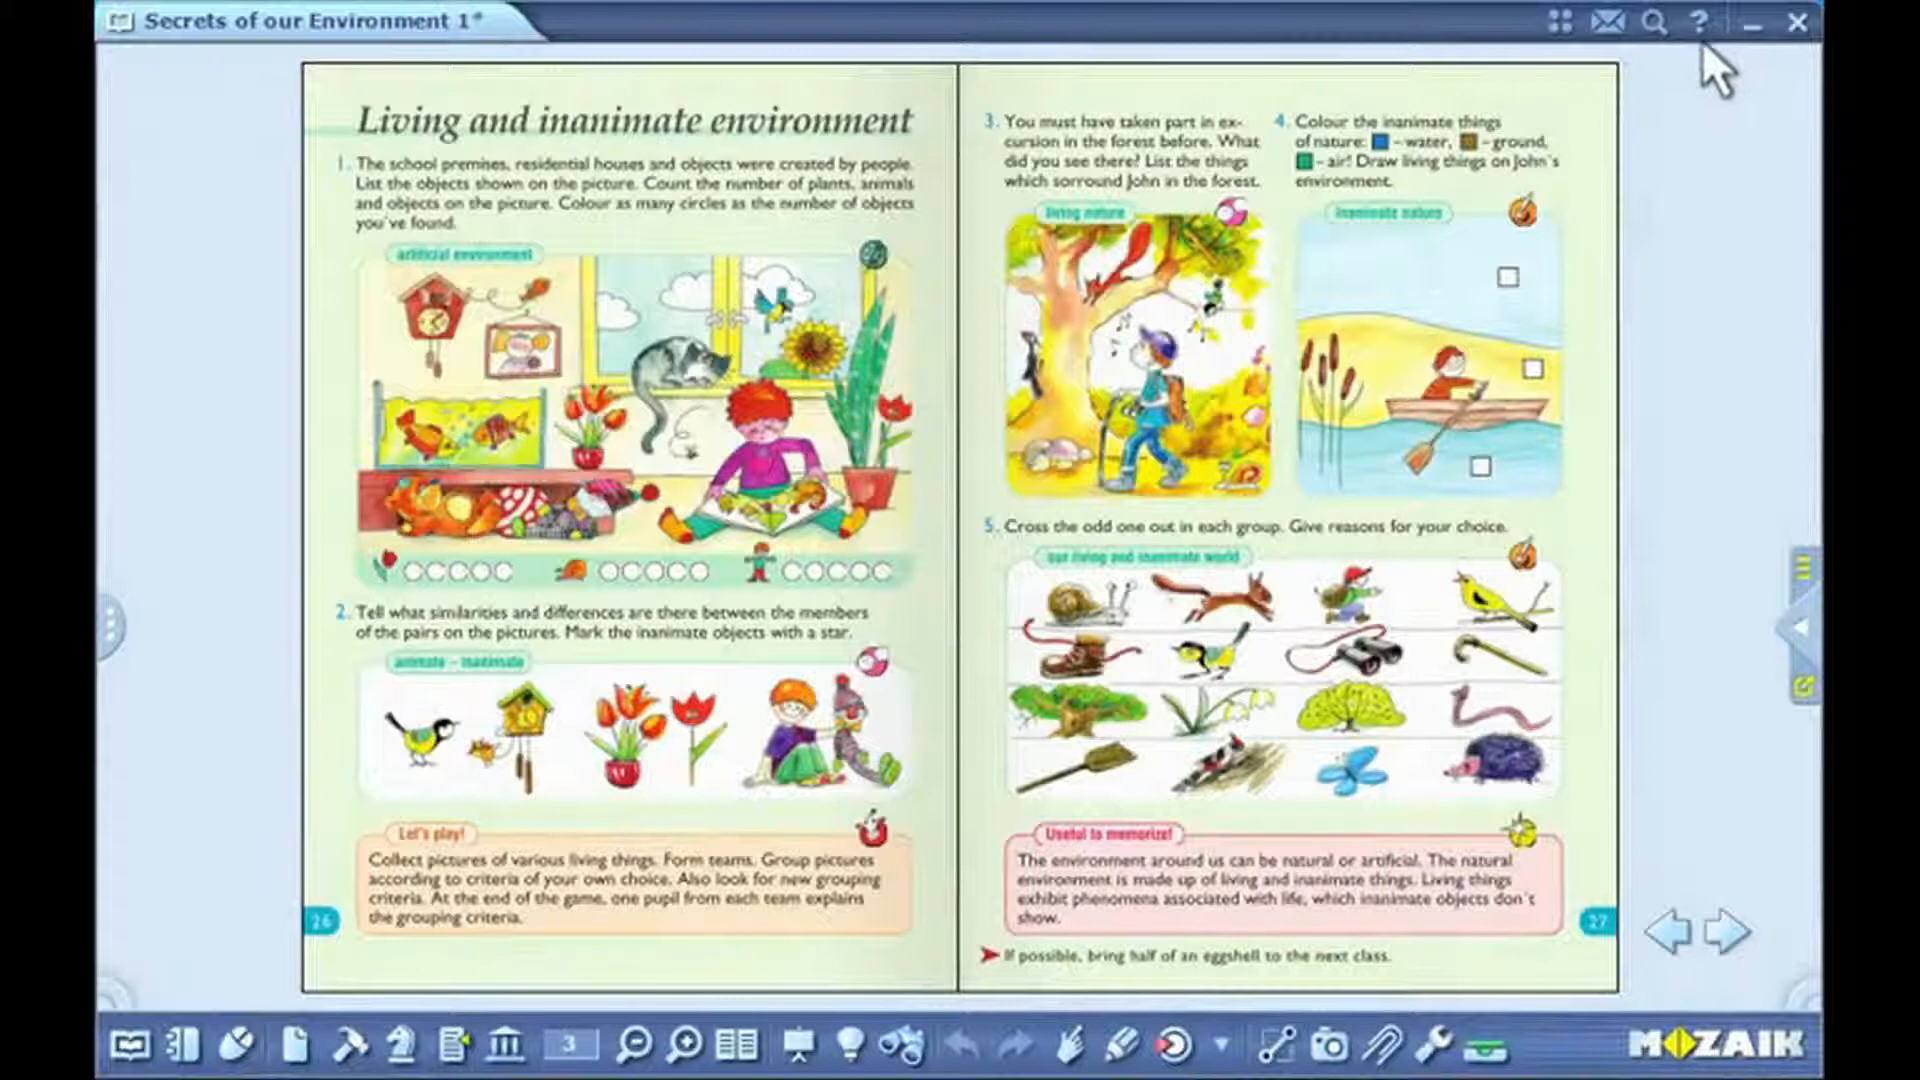 Secrets of our Environment 1*
Living and inanimate environment
1. The school premises, residential houses and objects were created by people.
List the objects shown on the picture. Count the number of plants, animals
and objects on the picture. Colour as many circles as the number of objects
you've found.
artificial environment
2. Tell what similarities and differences are there between the members
of the pairs on the pictures. Mark the inanimate objects with a star.
animate – inanimate
Let's play!
Collect pictures of various living things. Form teams. Group pictures
according to criteria of your own choice. Also look for new grouping
criteria. At the end of the game, one pupil from each team explains
the grouping criteria.
26
3. You must have taken part in ex-
cursion in the forest before. What
did you see there? List the things
which sorround John in the forest.
living nature
4. Colour the inanimate things
of nature: – water, – ground,
– air! Draw living things on John's
environment.
inanimate nature
5. Cross the odd one out in each group. Give reasons for your choice.
our living and inanimate world
Useful to memorize!
The environment around us can be natural or artificial. The natural
environment is made up of living and inanimate things. Living things
exhibit phenomena associated with life, which inanimate objects don't
show.
If possible, bring half of an eggshell to the next class.
27
3
MOZAIK